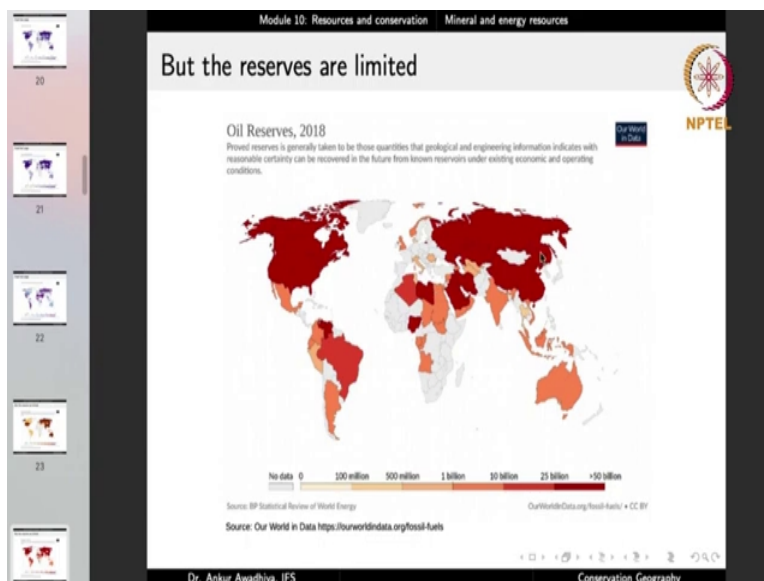 Module 10: Resources and conservation Mineral and energy resources
But the reserves are limited
NPTEL
Oil Reserves, 2018
Our World in Data
Proved reserves is generally taken to be those quantities that geological and engineering information indicates with
reasonable certainty can be recovered in the future from known reservoirs under existing economic and operating
conditions.
No data 0 100 million 500 million 1 billion 10 billion 25 billion >50 billion
Source: BP Statistical Review of World Energy OurWorldInData.org/fossil-fuels/ • CC BY
Source: Our World in Data https://ourworldindata.org/fossil-fuels
Dr. Ankur Awadhiya, IFS Conservation Geography
20
21
22
23